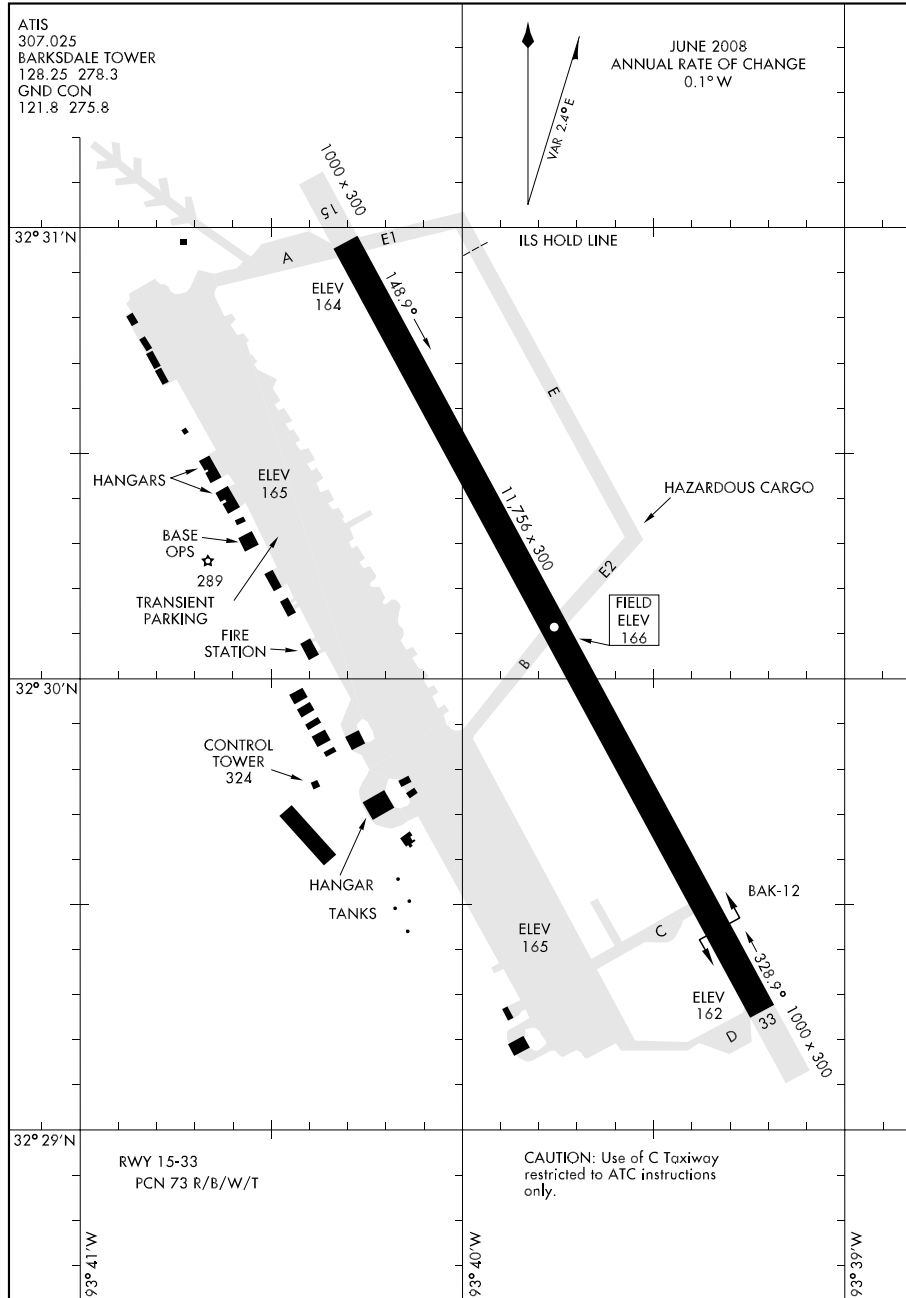 ATIS
307.025
BARKSDALE TOWER
128.25 278.3
GND CON
121.8 275.8
JUNE 2008
ANNUAL RATE OF CHANGE
0.1° W
VAR 2.4° E
1000 x 300
15
32° 31'N
A
E1
ILS HOLD LINE
ELEV
164
148.9°
E
HANGARS
ELEV
165
11,756 x 300
HAZARDOUS CARGO
BASE
OPS
289
E2
TRANSIENT
PARKING
FIELD
ELEV
166
FIRE
STATION
B
32° 30'N
CONTROL
TOWER
324
HANGAR
TANKS
BAK-12
ELEV
165
C
328.9°
ELEV
162
33
D
1000 x 300
32° 29'N
RWY 15-33
PCN 73 R/B/W/T
CAUTION: Use of C Taxiway
restricted to ATC instructions
only.
93° 41'W
93° 40'W
93° 39'W